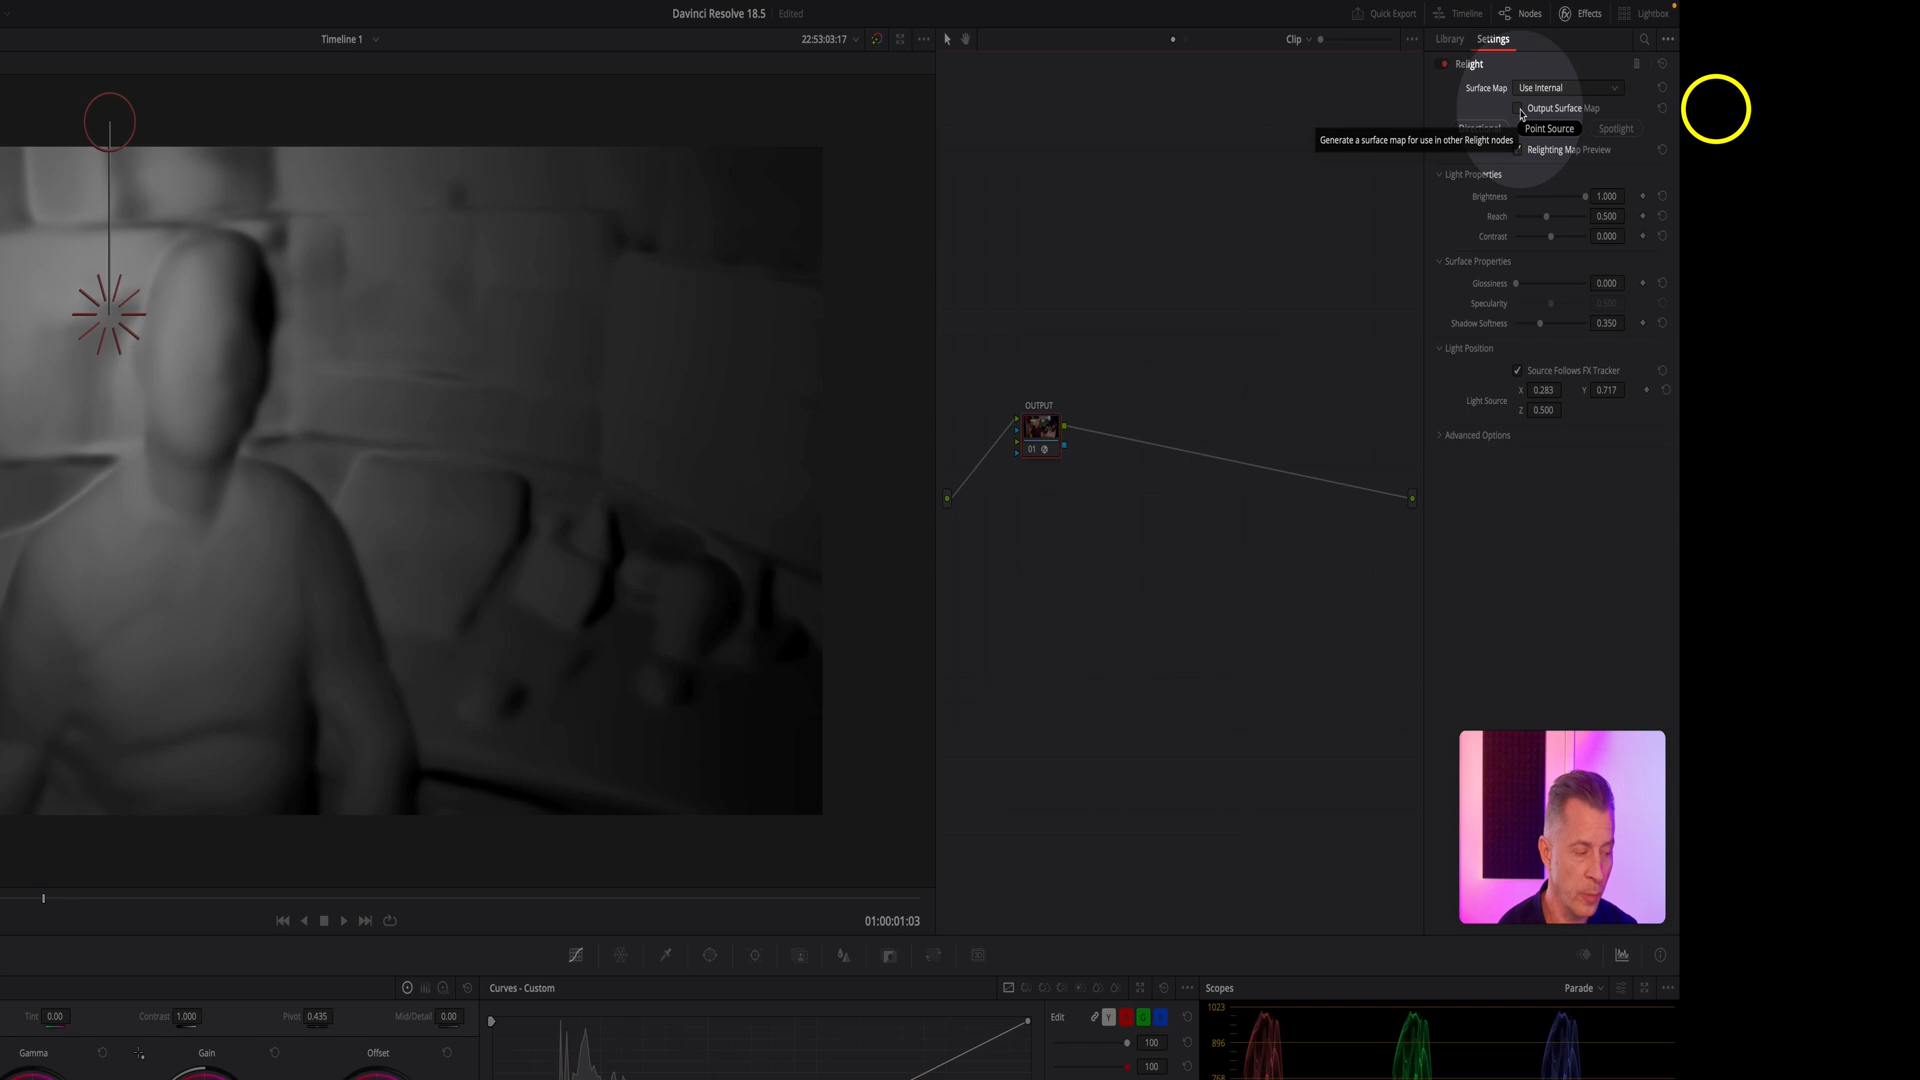 Davinci Resolve 18.5 Edited
Quick Export Timeline Nodes Effects Lightbox
Timeline 1
22:53:03:17
Clip
Library Settings
Relight
Surface Map Use Internal
Output Surface Map
Directional Point Source Spotlight
Generate a surface map for use in other Relight nodes
Relighting Map Preview
Light Properties
Brightness 1.000
Reach 0.500
Contrast 0.000
Surface Properties
Glossiness 0.000
Specularity 0.500
Shadow Softness 0.350
Light Position
Source Follows FX Tracker
Light Source X 0.283 Y 0.717
Z 0.500
Advanced Options
OUTPUT
01
01:00:01:03
Curves - Custom
Scopes Parade
Tint 0.00 Contrast 1.000 Pivot 0.435 Mid/Detail 0.00
Edit Y
100
100
Gamma Gain Offset
1023
896
768